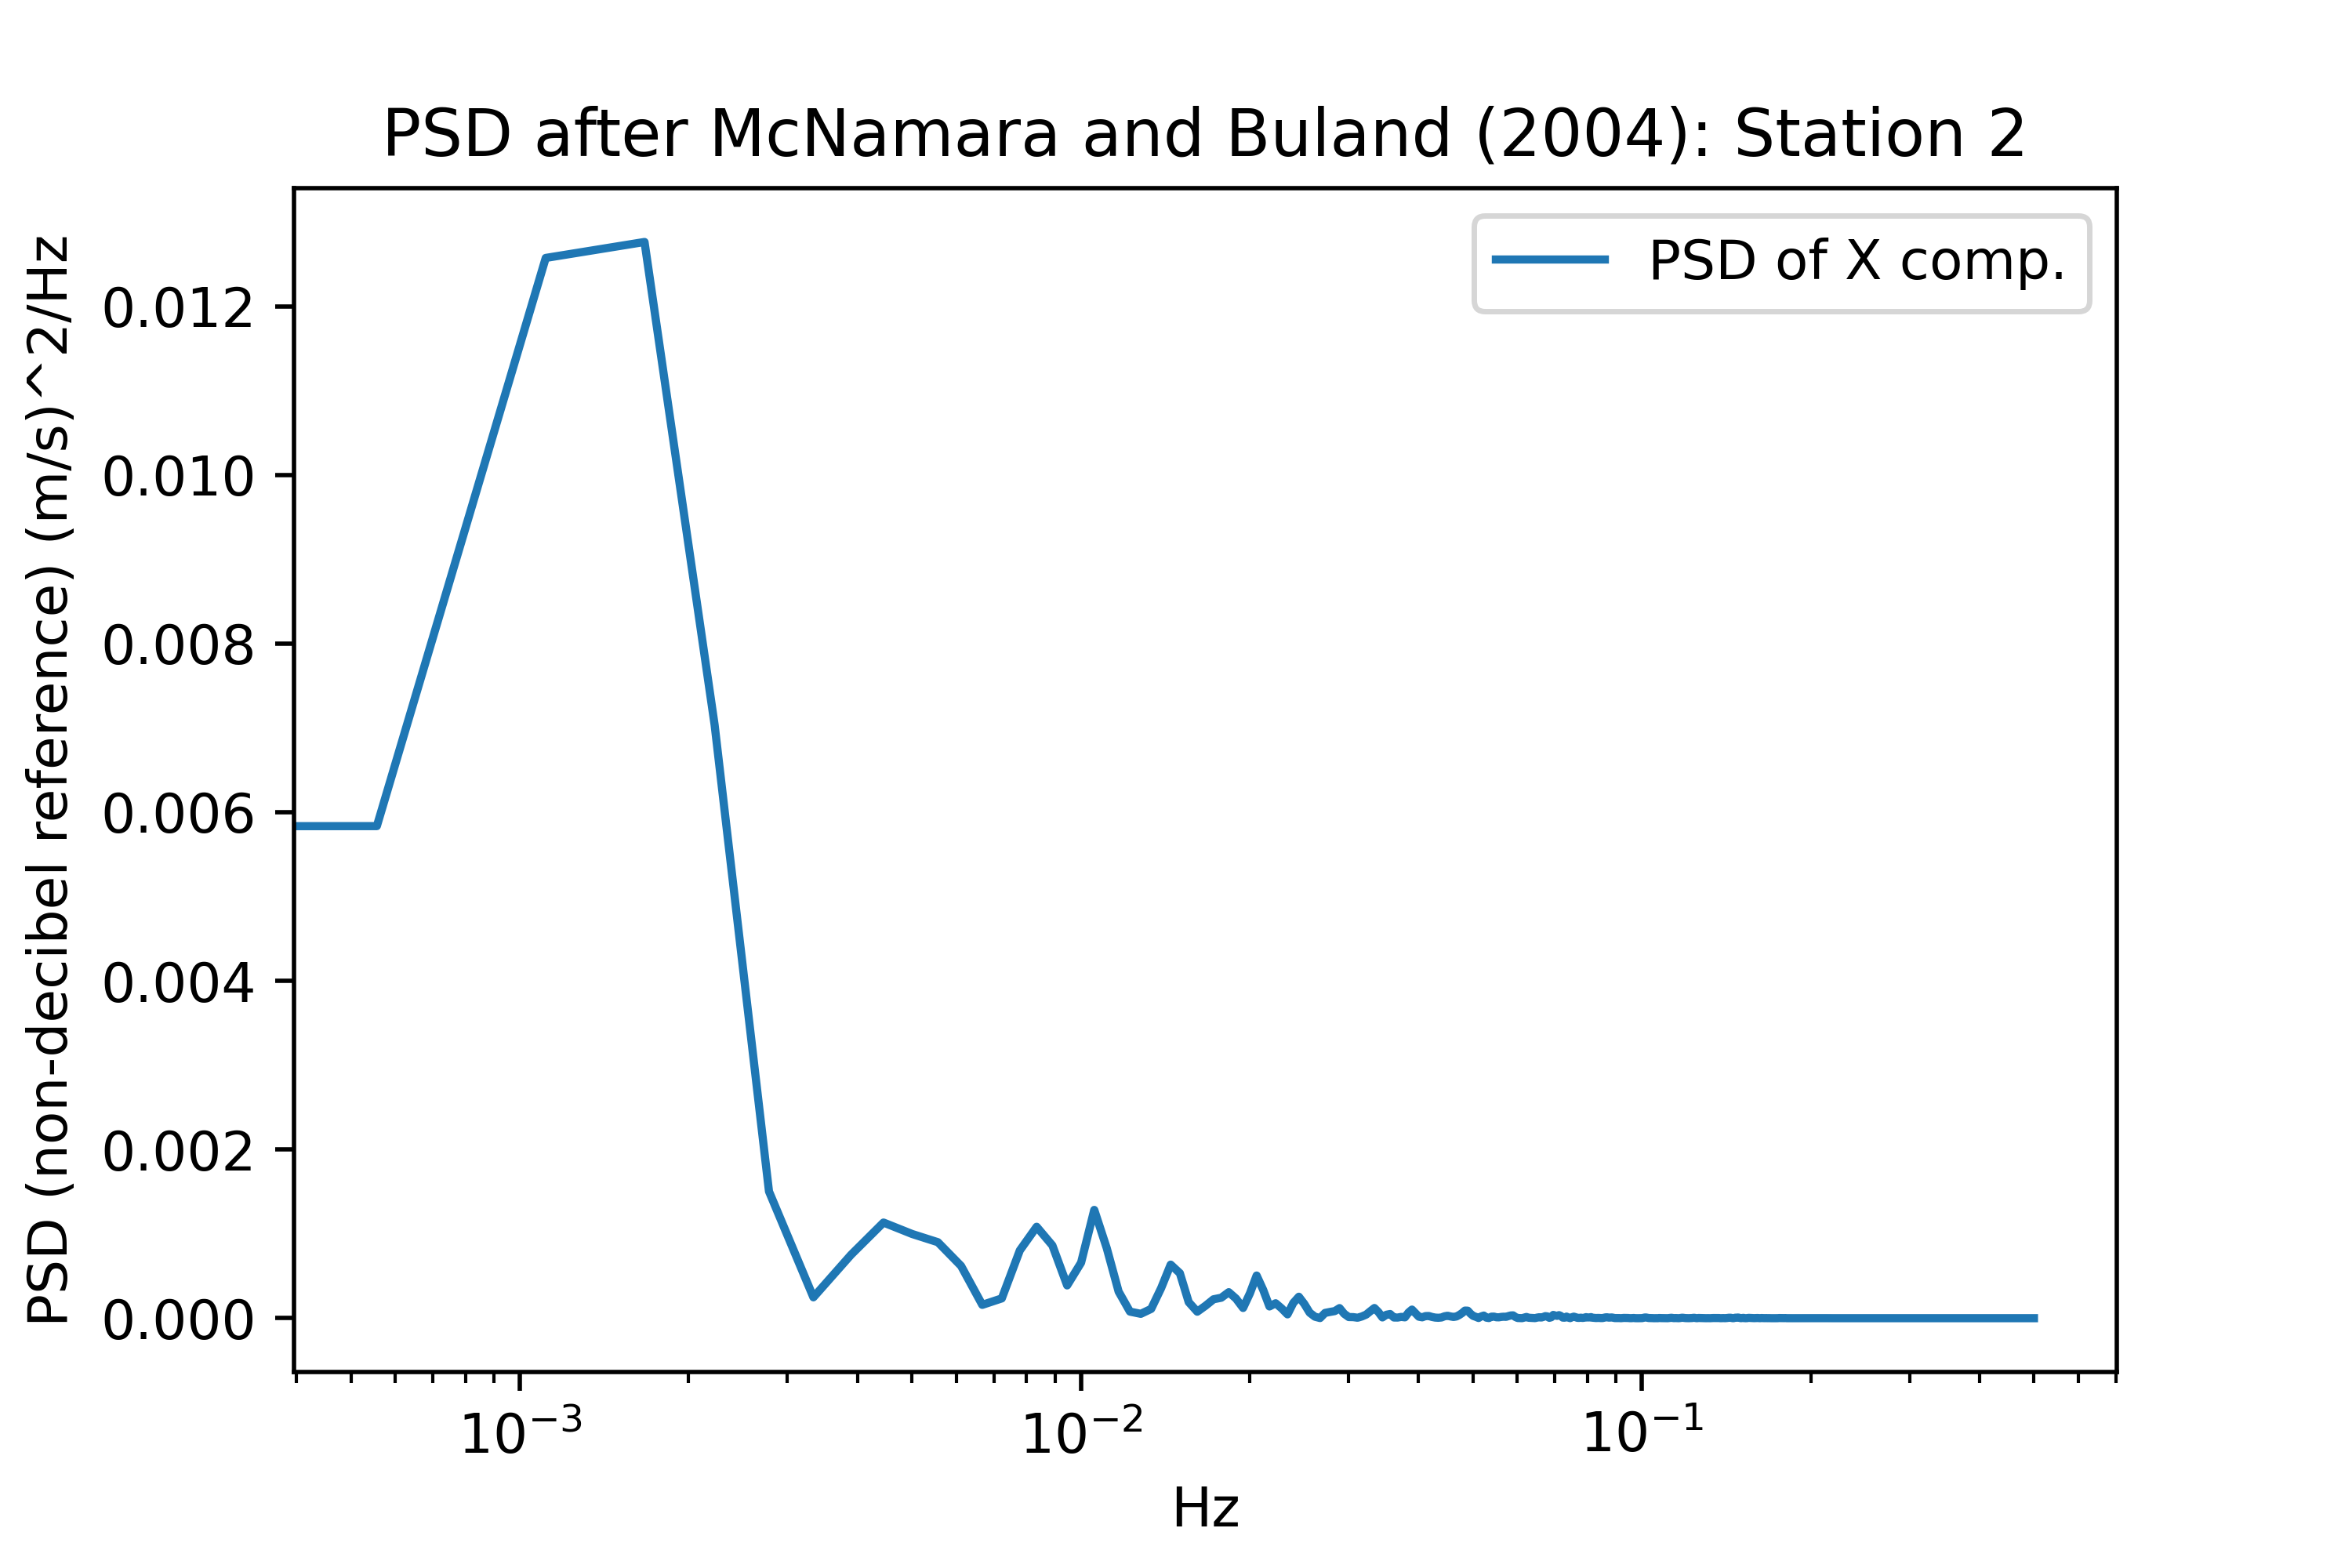 PSD after McNamara and Buland (2004): Station 2
PSD of X comp.
PSD (non-decibel reference) (m/s)^2/Hz
0.012
0.010
0.008
0.006
0.004
0.002
0.000
10⁻³ 10⁻² 10⁻¹
Hz